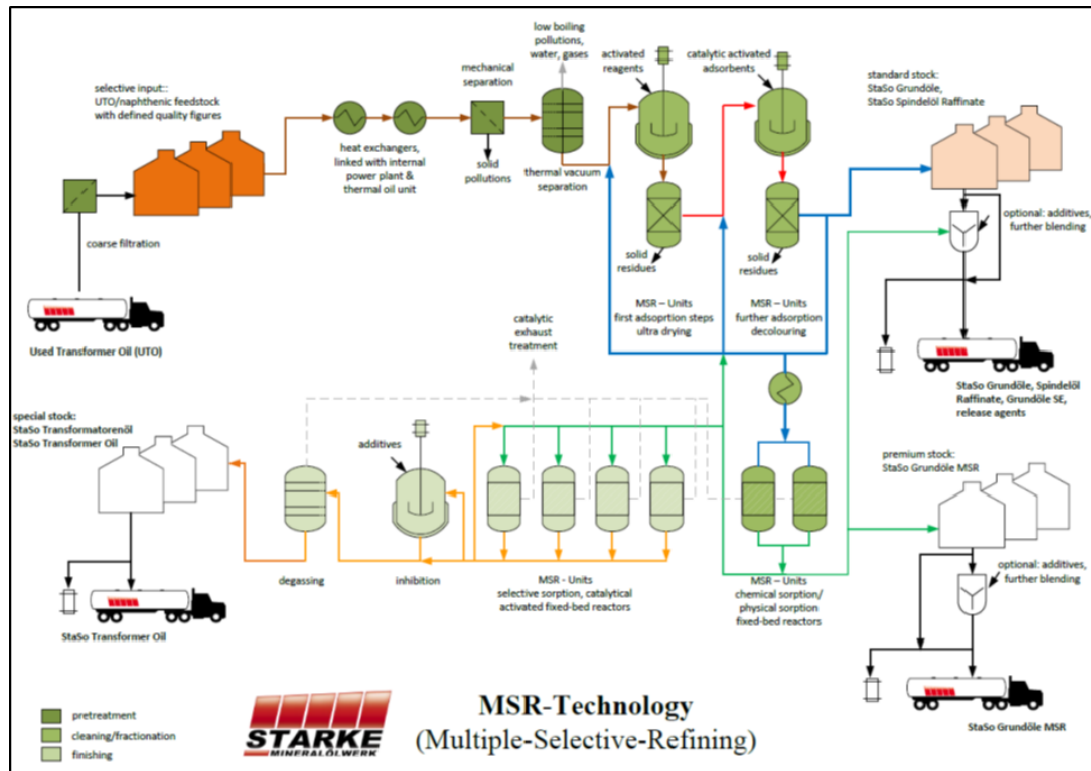 low boiling
pollutions,
water, gases
activated
reagents
catalytic activated
adsorbents
mechanical
separation
selective input::
UTO/naphthenic feedstock
with defined quality figures
standard stock:
StaSo Grundöle,
StaSo Spindelöl Raffinate
heat exchangers,
linked with internal
power plant &
thermal oil unit
solid
pollutions
thermal vacuum
separation
coarse filtration
optional: additives,
further blending
solid
residues
solid
residues
MSR – Units
first adsoprtion steps
ultra drying
MSR – Units
further adsorption
decolouring
Used Transformer Oil (UTO)
catalytic
exhaust
treatment
StaSo Grundöle, Spindelöl
Raffinate, Grundöle SE,
release agents
special stock:
StaSo Transformatorenöl
StaSo Transformer Oil
additives
premium stock:
StaSo Grundöle MSR
degassing
inhibition
MSR - Units
selective sorption, catalytical
activated fixed-bed reactors
MSR – Units
chemical sorption/
physical sorption
fixed-bed reactors
optional: additives,
further blending
StaSo Transformer Oil
StaSo Grundöle MSR
pretreatment
cleaning/fractionation
finishing
STARKE
MINERALÖLWERK
MSR-Technology
(Multiple-Selective-Refining)